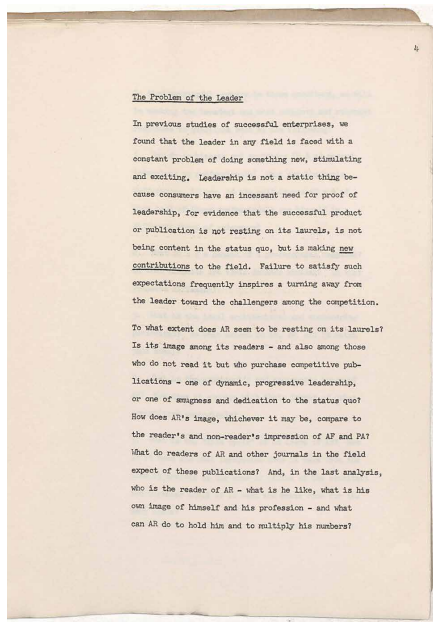 4
The Problem of the Leader
In previous studies of successful enterprises, we
found that the leader in any field is faced with a
constant problem of doing something new, stimulating
and exciting. Leadership is not a static thing be-
cause consumers have an incessant need for proof of
leadership, for evidence that the successful product
or publication is not resting on its laurels, is not
being content in the status quo, but is making new
contributions to the field. Failure to satisfy such
expectations frequently inspires a turning away from
the leader toward the challengers among the competition.
To what extent does AR seem to be resting on its laurels?
Is its image among its readers - and also among those
who do not read it but who purchase competitive pub-
lications - one of dynamic, progressive leadership,
or one of smugness and dedication to the status quo?
How does AR's image, whichever it may be, compare to
the reader's and non-reader's impression of AF and PA?
What do readers of AR and other journals in the field
expect of these publications? And, in the last analysis,
who is the reader of AR - what is he like, what is his
own image of himself and his profession - and what
can AR do to hold him and to multiply his numbers?